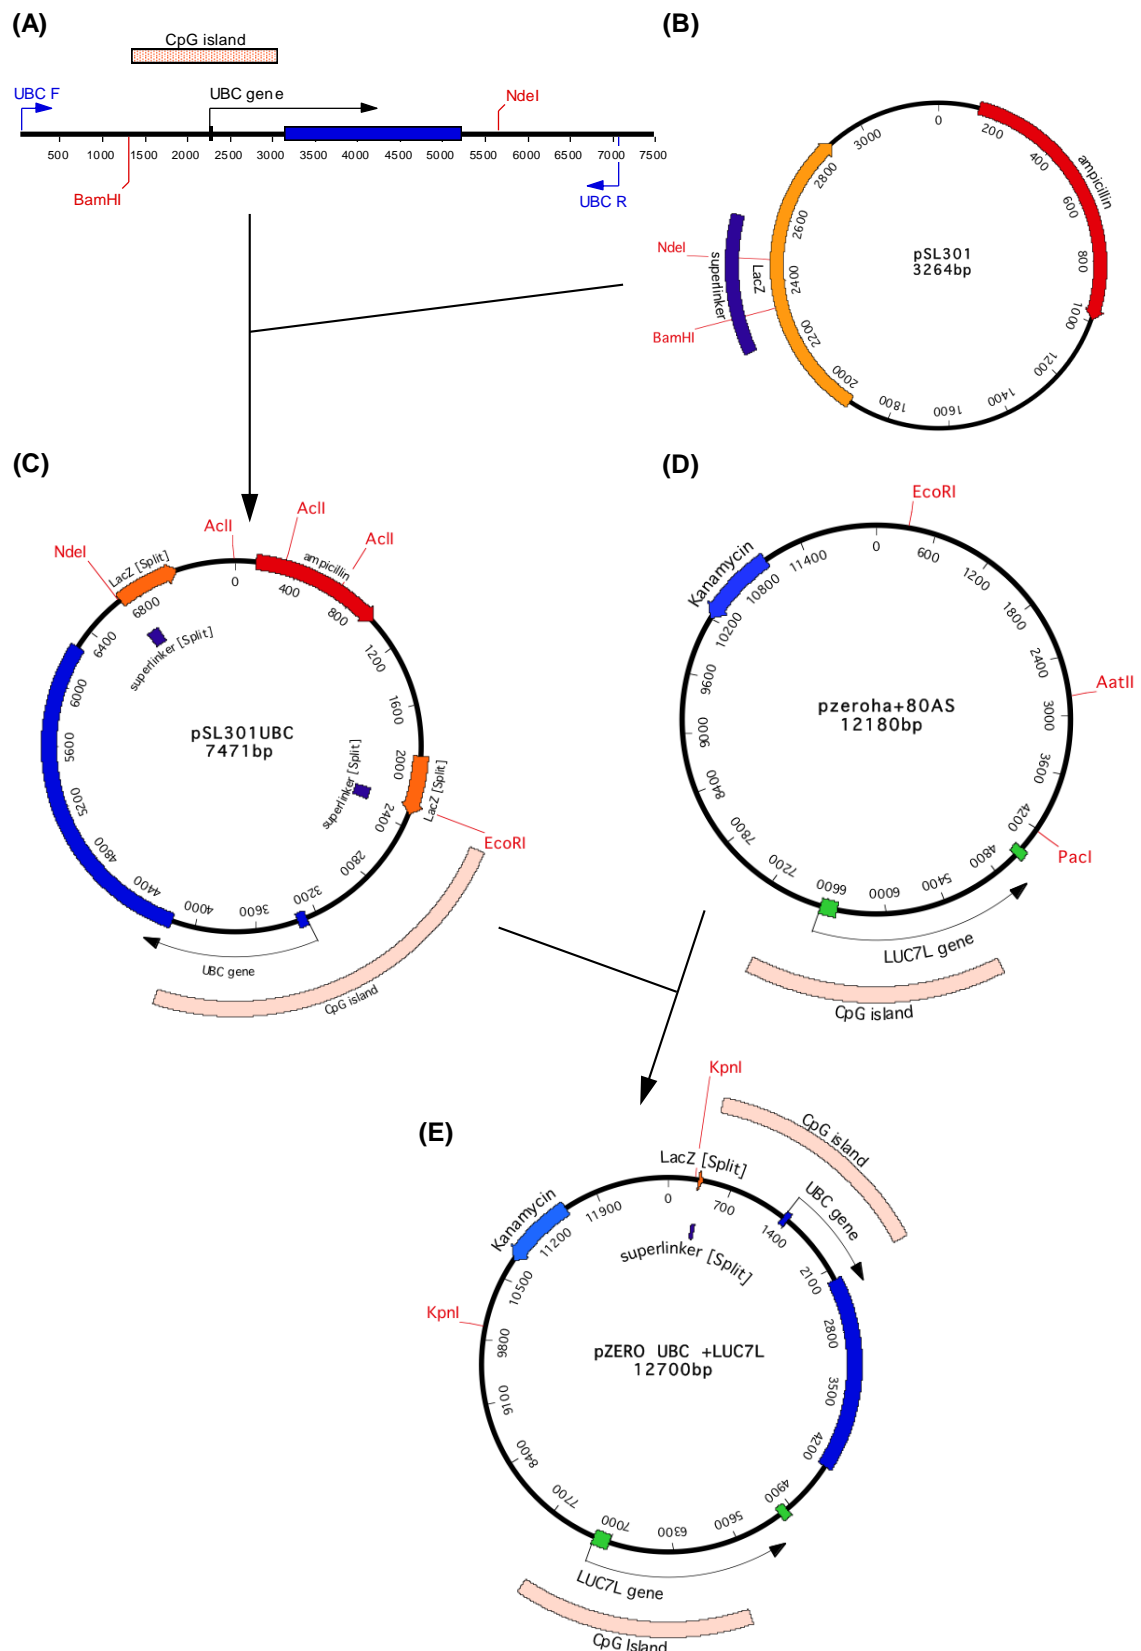 (A)
CpG island
UBC F
UBC gene
NdeI
500 1000 1500 2000 2500 3000 3500 4000 4500 5000 5500 6000 6500 7000 7500
BamHI
UBC R
(B)
0
200
400
600
800
1000
1200
1400
1600
1800
2000
2200
2400
2600
2800
3000
ampicillin
pSL301
3264bp
NdeI
BamHI
superlinker
LacZ
(C)
AclI
AclI
AclI
NdeI
LacZ [Split]
ampicillin
0
400
800
1200
1600
2000
2400
2800
3200
3600
4000
4400
4800
5200
5600
6000
6400
6800
superlinker [Split]
pSL301UBC
7471bp
superlinker [Split]
LacZ [Split]
EcoRI
UBC gene
CpG island
(D)
EcoRI
Kanamycin
0
600
1200
1800
2400
3000
3600
4200
4800
5400
6000
6600
7200
7800
8400
9000
9600
10200
10800
11400
pzeroha+80AS
12180bp
AatII
PacI
LUC7L gene
CpG island
(E)
KpnI
CpG island
LacZ [Split]
UBC gene
Kanamycin
0
700
1400
2100
2800
3500
4200
4900
5600
6300
7000
7700
8400
9100
9800
10500
11200
11900
superlinker [Split]
KpnI
pZERO UBC +LUC7L
12700bp
LUC7L gene
CpG Island